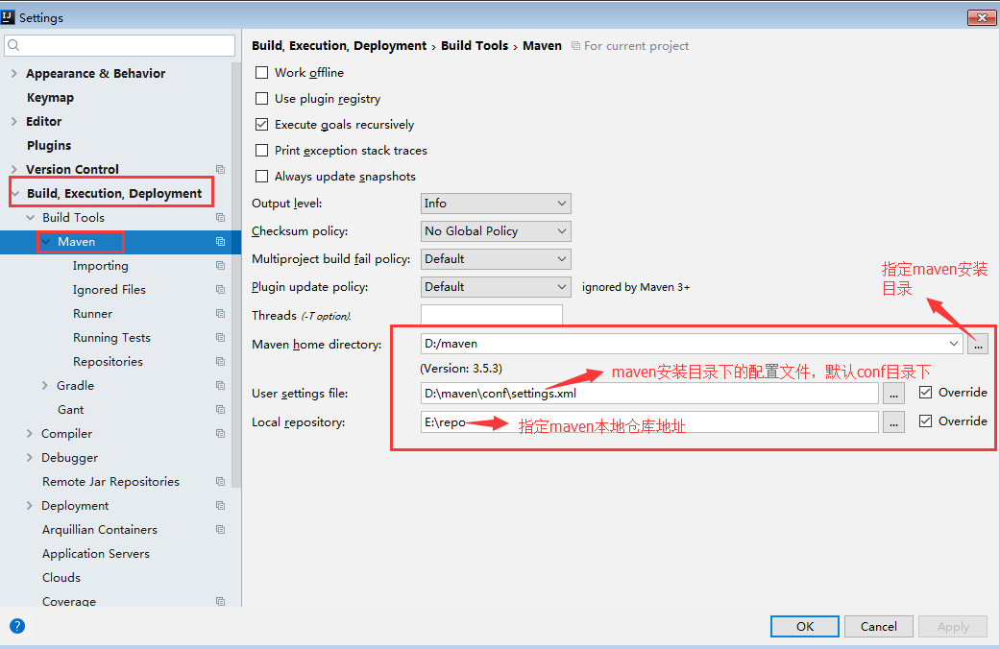 Settings
Appearance & Behavior
Keymap
Editor
Plugins
Version Control
Build, Execution, Deployment
Build Tools
Maven
Importing
Ignored Files
Runner
Running Tests
Repositories
Gradle
Gant
Compiler
Debugger
Remote Jar Repositories
Deployment
Arquillian Containers
Application Servers
Clouds
Coverage
Build, Execution, Deployment › Build Tools › Maven For current project
Work offline
Use plugin registry
Execute goals recursively
Print exception stack traces
Always update snapshots
Output level: Info
Checksum policy: No Global Policy
Multiproject build fail policy: Default
Plugin update policy: Default ignored by Maven 3+
Threads (-T option).
指定maven安装
目录
Maven home directory: D:/maven ...
(Version: 3.5.3)
maven安装目录下的配置文件，默认conf目录下
User settings file: D:\maven\conf\settings.xml ... Override
Local repository: E:\repo ... Override
指定maven本地仓库地址
? OK Cancel Apply